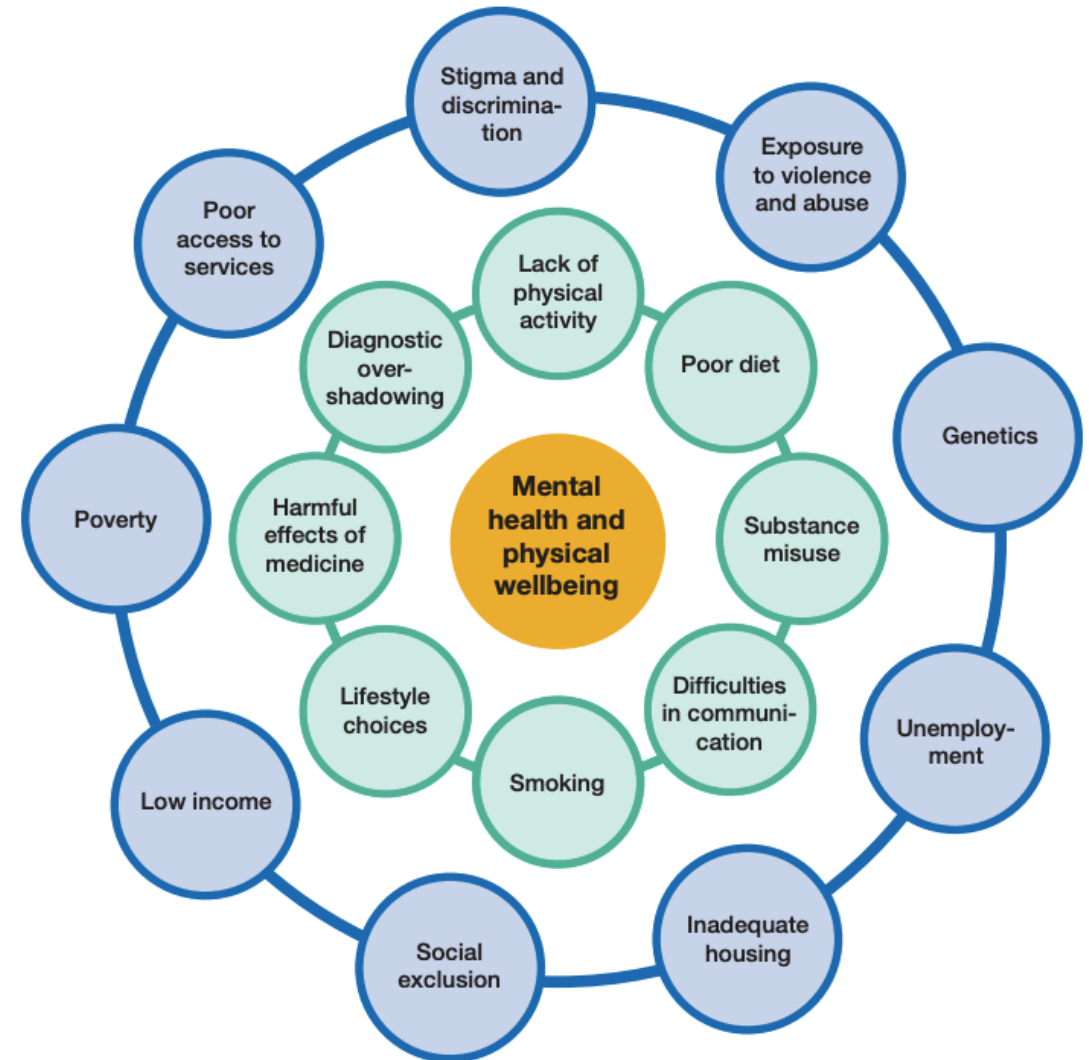 Stigma and
discrimina-
tion
Exposure
to violence
and abuse
Genetics
Unemploy-
ment
Inadequate
housing
Social
exclusion
Low income
Poverty
Poor
access to
services
Lack of
physical
activity
Poor diet
Substance
misuse
Difficulties
in communi-
cation
Smoking
Lifestyle
choices
Harmful
effects of
medicine
Diagnostic
over-
shadowing
Mental
health and
physical
wellbeing